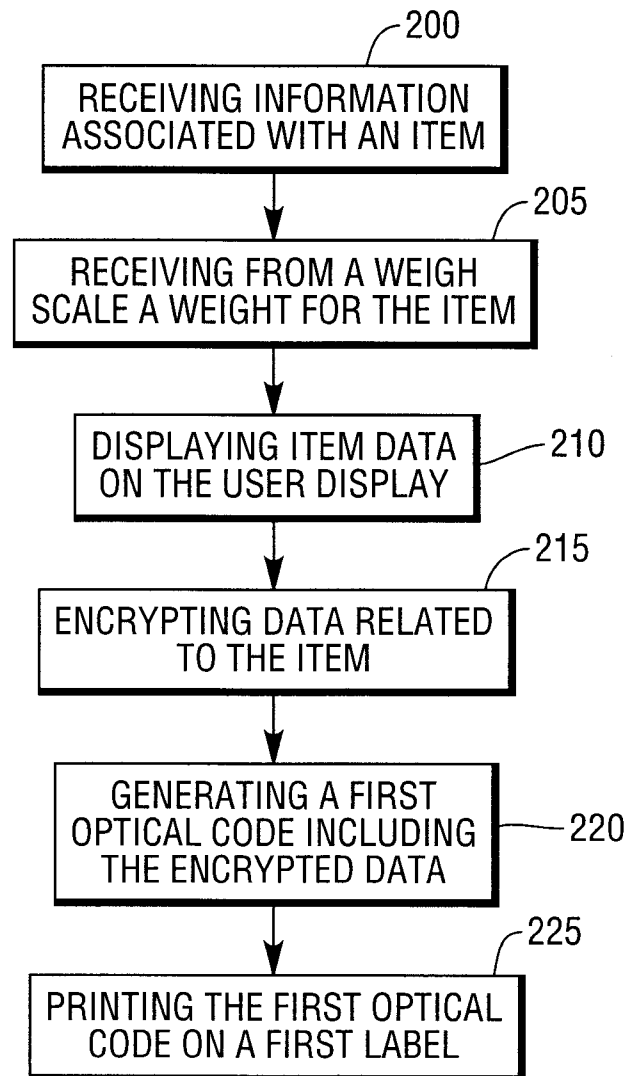 200
RECEIVING INFORMATION
ASSOCIATED WITH AN ITEM
205
RECEIVING FROM A WEIGH
SCALE A WEIGHT FOR THE ITEM
DISPLAYING ITEM DATA
ON THE USER DISPLAY
210
215
ENCRYPTING DATA RELATED
TO THE ITEM
GENERATING A FIRST
OPTICAL CODE INCLUDING
THE ENCRYPTED DATA
220
225
PRINTING THE FIRST OPTICAL
CODE ON A FIRST LABEL